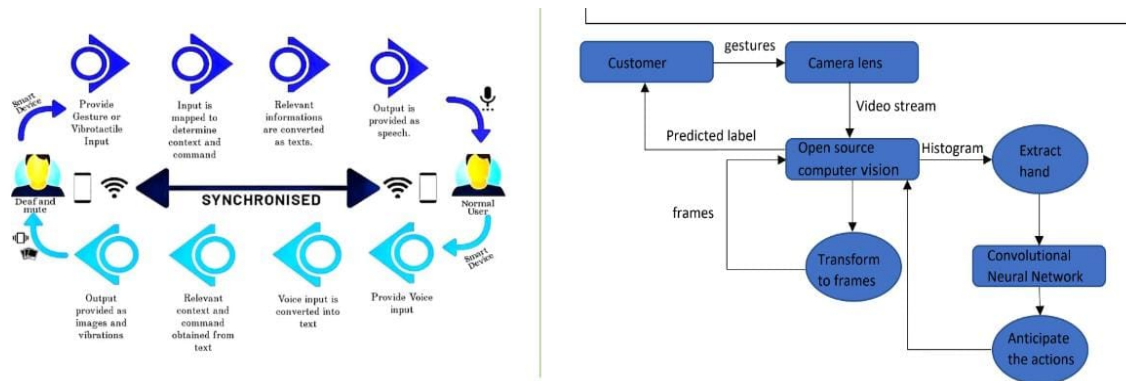 Smart Device
Provide
Gesture or
Vibrotactile
Input
Input is
mapped to
determine
context and
command
Relevant
informations
are converted
as texts.
Output is
provided as
speech.
Deaf and
mute
SYNCHRONISED
Normal
User
Smart Device
Output
provided as
images and
vibrations
Relevant
context and
command
obtained from
text
Voice input is
converted into
text
Provide Voice
input
Customer
gestures
Camera lens
Video stream
Predicted label
Open source
computer vision
Histogram
Extract
hand
frames
Transform
to frames
Convolutional
Neural Network
Anticipate
the actions